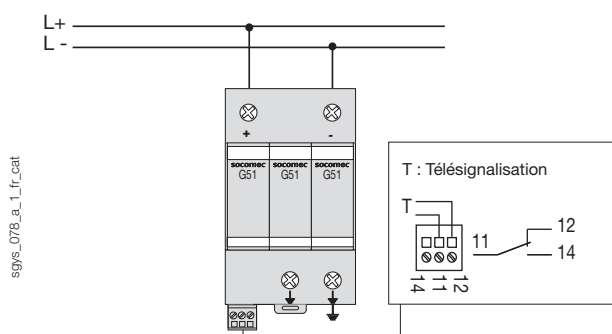 L+
L -
+ -
socomec socomec socomec
G51 G51 G51
sgys_078_a_1_fr_cat
T : Télésignalisation
T
11 12
14
14 11 12